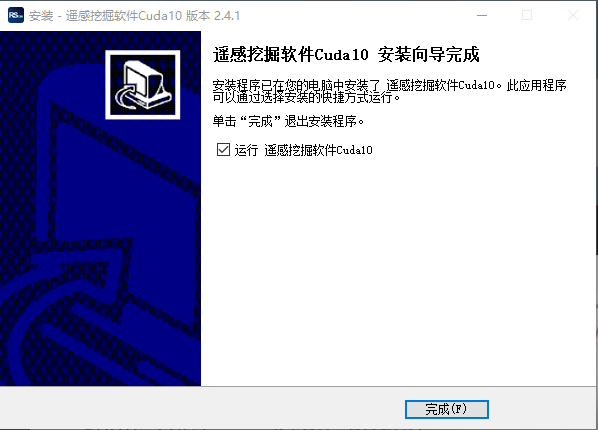 RS
安装 - 遥感挖掘软件Cuda10 版本 2.4.1
遥感挖掘软件Cuda10 安装向导完成
安装程序已在您的电脑中安装了 遥感挖掘软件Cuda10。此应用程序
可以通过选择安装的快捷方式运行。
单击“完成”退出安装程序。
运行 遥感挖掘软件Cuda10
完成(F)